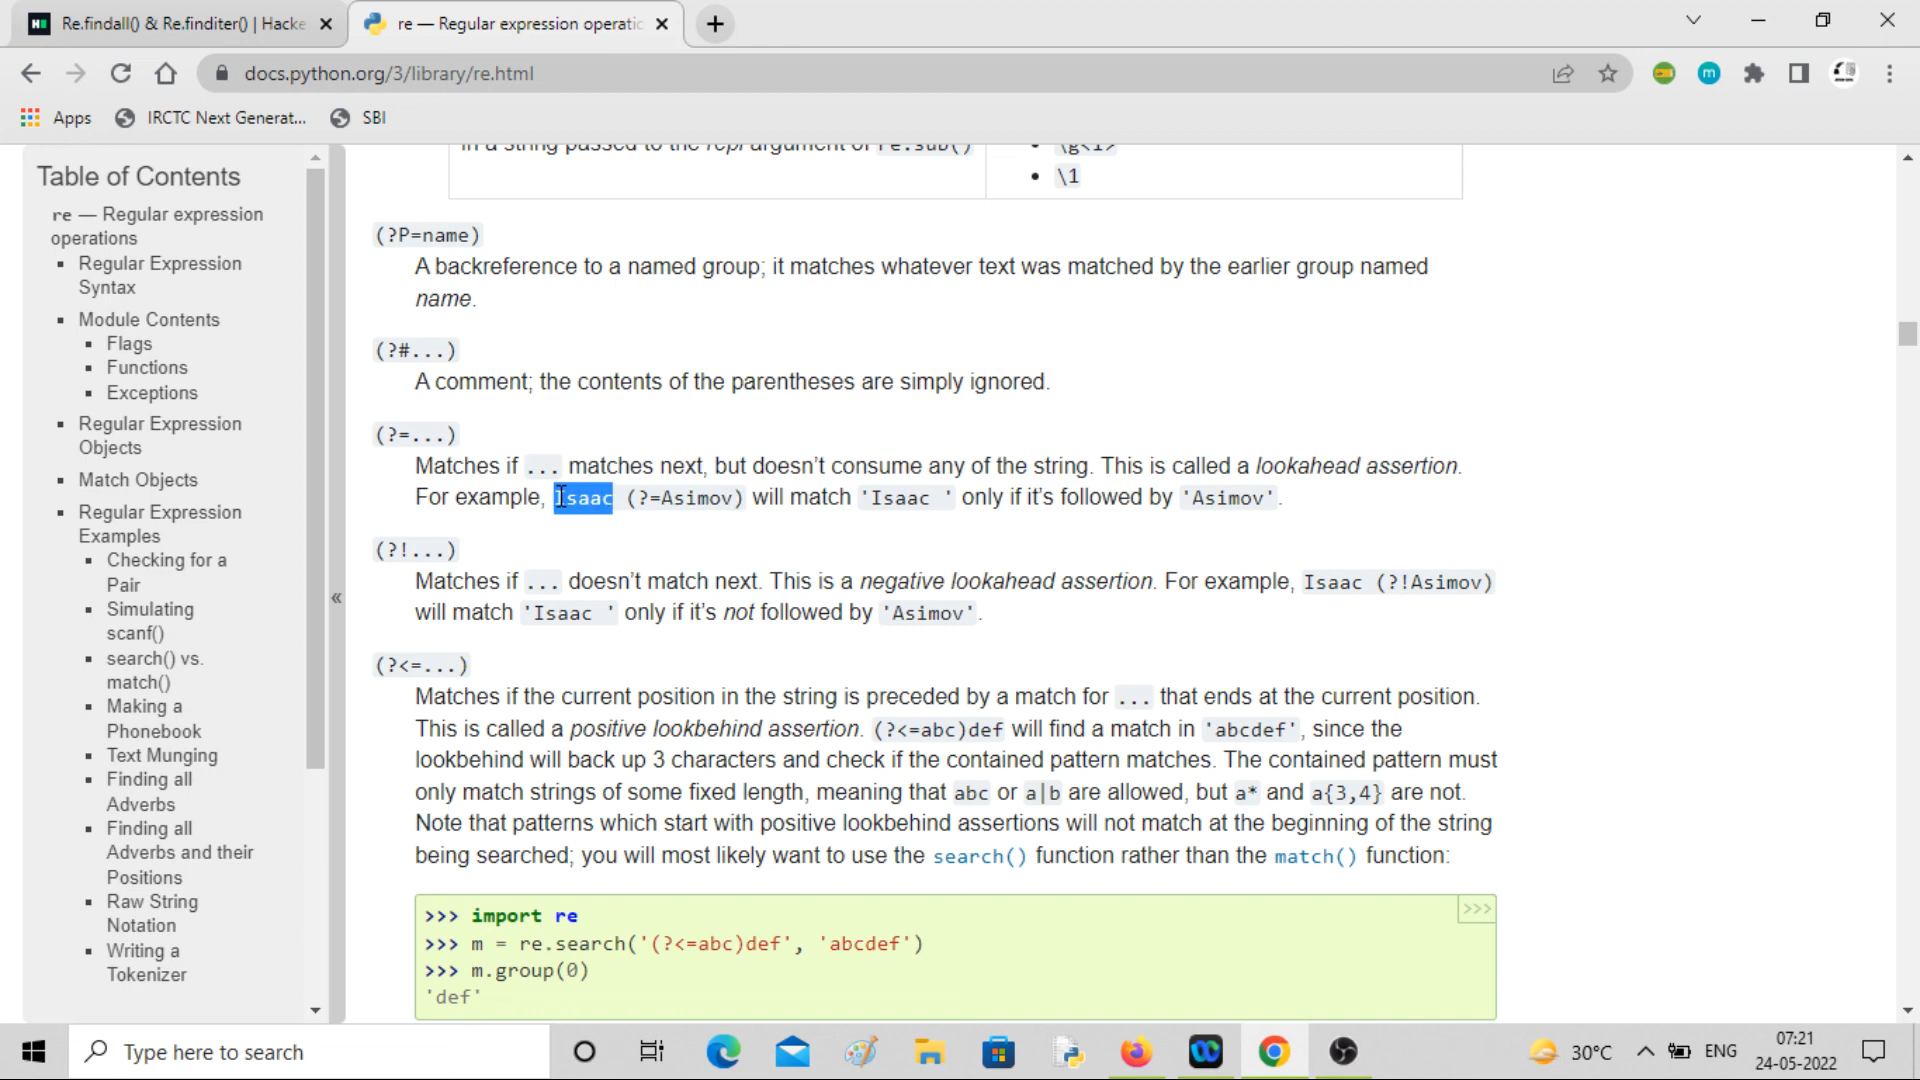 Re.findall() & Re.finditer() | Hacke
re — Regular expression operatio
docs.python.org/3/library/re.html
Apps
IRCTC Next Generat...
SBI
Table of Contents
re — Regular expression
operations
Regular Expression
Syntax
Module Contents
Flags
Functions
Exceptions
Regular Expression
Objects
Match Objects
Regular Expression
Examples
Checking for a
Pair
Simulating
scanf()
search() vs.
match()
Making a
Phonebook
Text Munging
Finding all
Adverbs
Finding all
Adverbs and their
Positions
Raw String
Notation
Writing a
Tokenizer
«
in a string passed to the repl argument of re.sub()
• \g<1>
• \1
(?P=name)
A backreference to a named group; it matches whatever text was matched by the earlier group named
name.
(?#...)
A comment; the contents of the parentheses are simply ignored.
(?=...)
Matches if ... matches next, but doesn’t consume any of the string. This is called a lookahead assertion.
For example, Isaac (?=Asimov) will match 'Isaac ' only if it’s followed by 'Asimov'.
(?!...)
Matches if ... doesn’t match next. This is a negative lookahead assertion. For example, Isaac (?!Asimov)
will match 'Isaac ' only if it’s not followed by 'Asimov'.
(?<=...)
Matches if the current position in the string is preceded by a match for ... that ends at the current position.
This is called a positive lookbehind assertion. (?<=abc)def will find a match in 'abcdef', since the
lookbehind will back up 3 characters and check if the contained pattern matches. The contained pattern must
only match strings of some fixed length, meaning that abc or a|b are allowed, but a* and a{3,4} are not.
Note that patterns which start with positive lookbehind assertions will not match at the beginning of the string
being searched; you will most likely want to use the search() function rather than the match() function:
>>>
>>> import re
>>> m = re.search('(?<=abc)def', 'abcdef')
>>> m.group(0)
'def'
Type here to search
30°C
ENG
07:21
24-05-2022